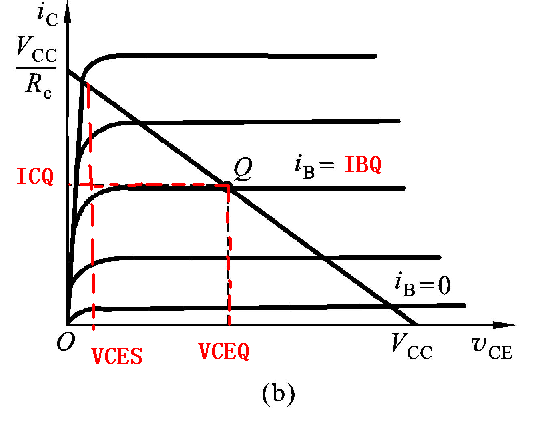 i_C
V_CC
R_c
ICQ
Q
i_B= IBQ
i_B=0
O
VCES
VCEQ
V_CC
v_CE
(b)